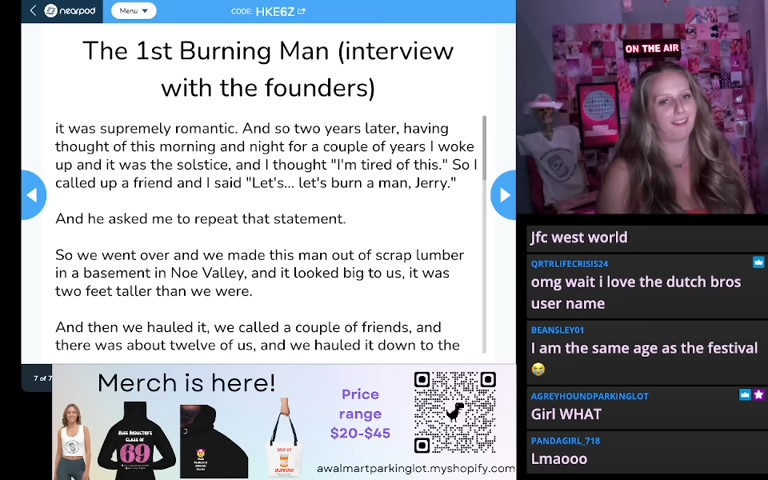 nearpod
Menu
CODE: HKE6Z
The 1st Burning Man (interview
with the founders)
it was supremely romantic. And so two years later, having
thought of this morning and night for a couple of years I woke
up and it was the solstice, and I thought "I'm tired of this." So I
called up a friend and I said "Let's... let's burn a man, Jerry."
And he asked me to repeat that statement.
So we went over and we made this man out of scrap lumber
in a basement in Noe Valley, and it looked big to us, it was
two feet taller than we were.
And then we hauled it, we called a couple of friends, and
there was about twelve of us, and we hauled it down to the
7 of 7
Merch is here!
CLASS OF
69
Price
range
$20-$45
awalmartparkinglot.myshopify.com
ON THE AIR
Jfc west world
QRTRLIFECRISIS24
omg wait i love the dutch bros
user name
BEANSLEY01
I am the same age as the festival
😭
AGREYHOUNDPARKINGLOT
Girl WHAT
PANDAGIRL_718
Lmaooo